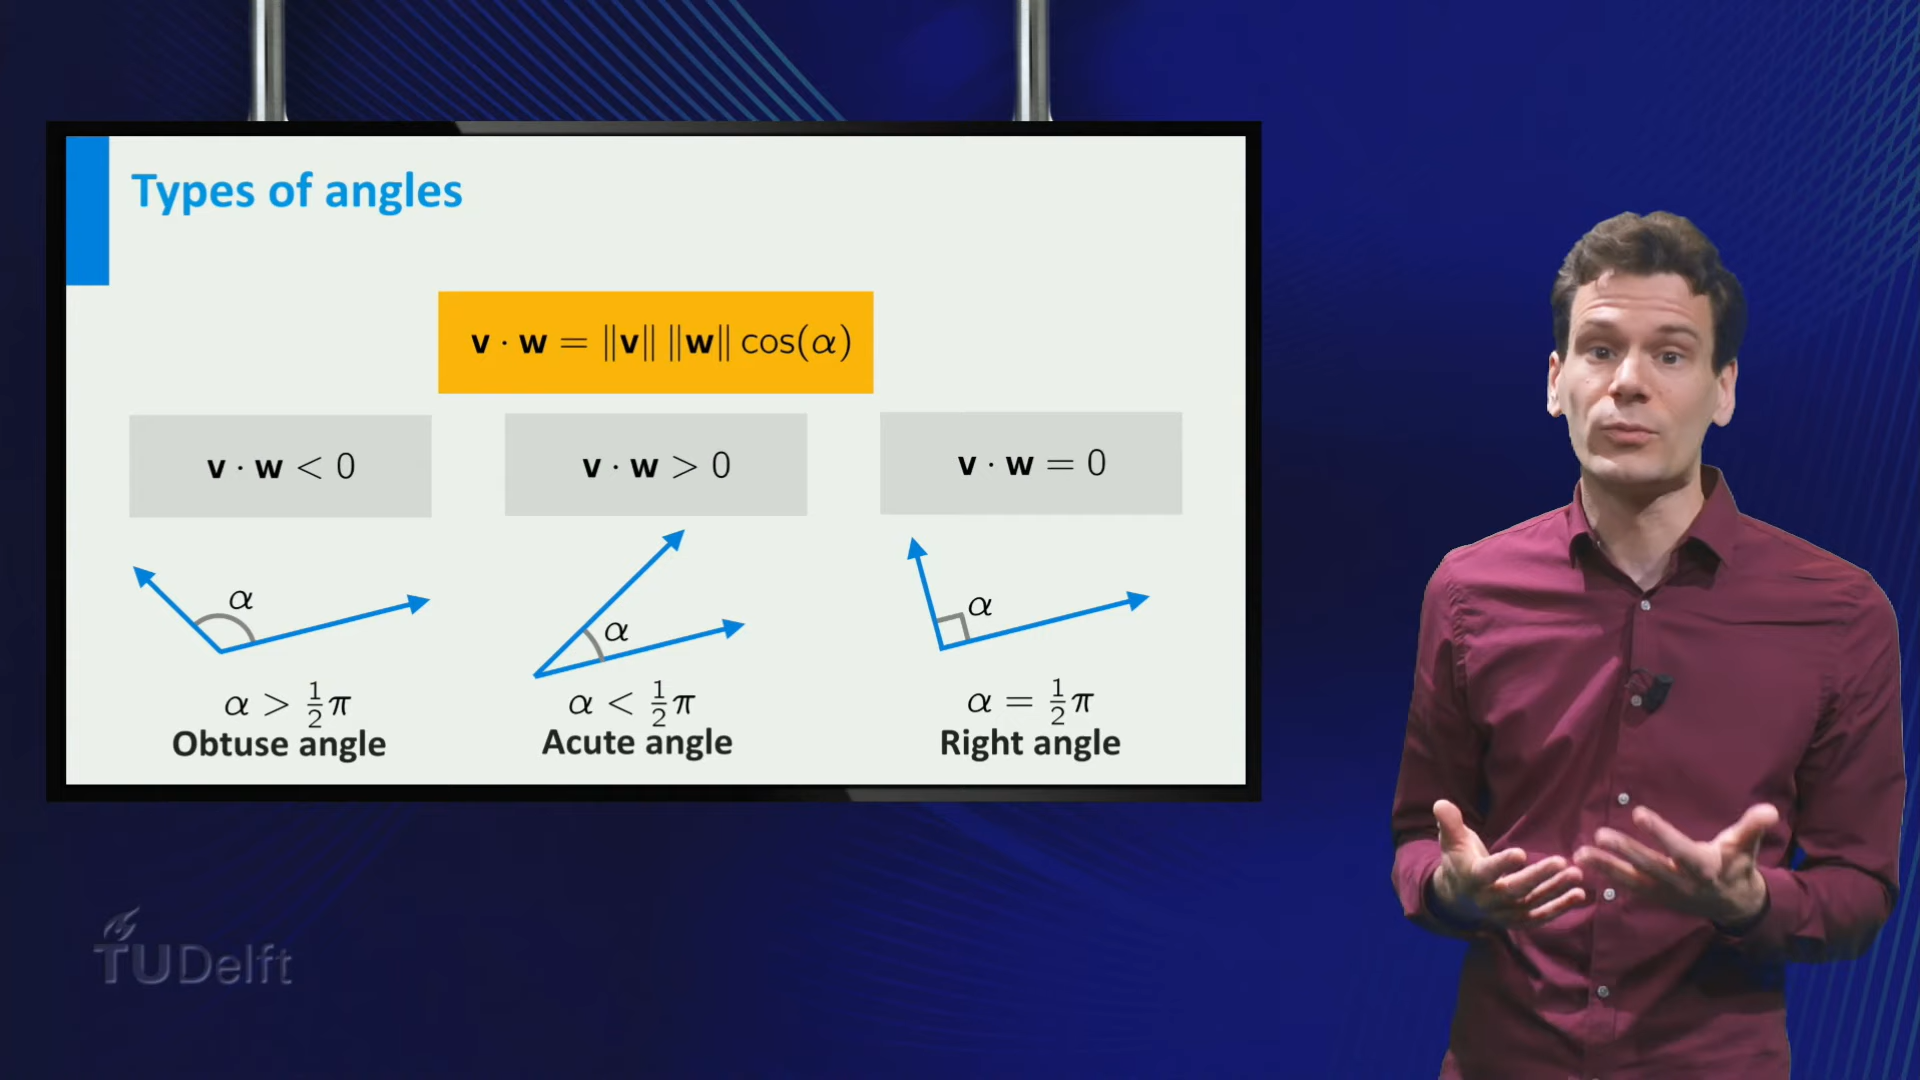 Types of angles
v · w = ‖v‖ ‖w‖ cos(α)
v · w < 0
v · w > 0
v · w = 0
α
α
α
α > ½π
α < ½π
α = ½π
Obtuse angle
Acute angle
Right angle
TUDelft